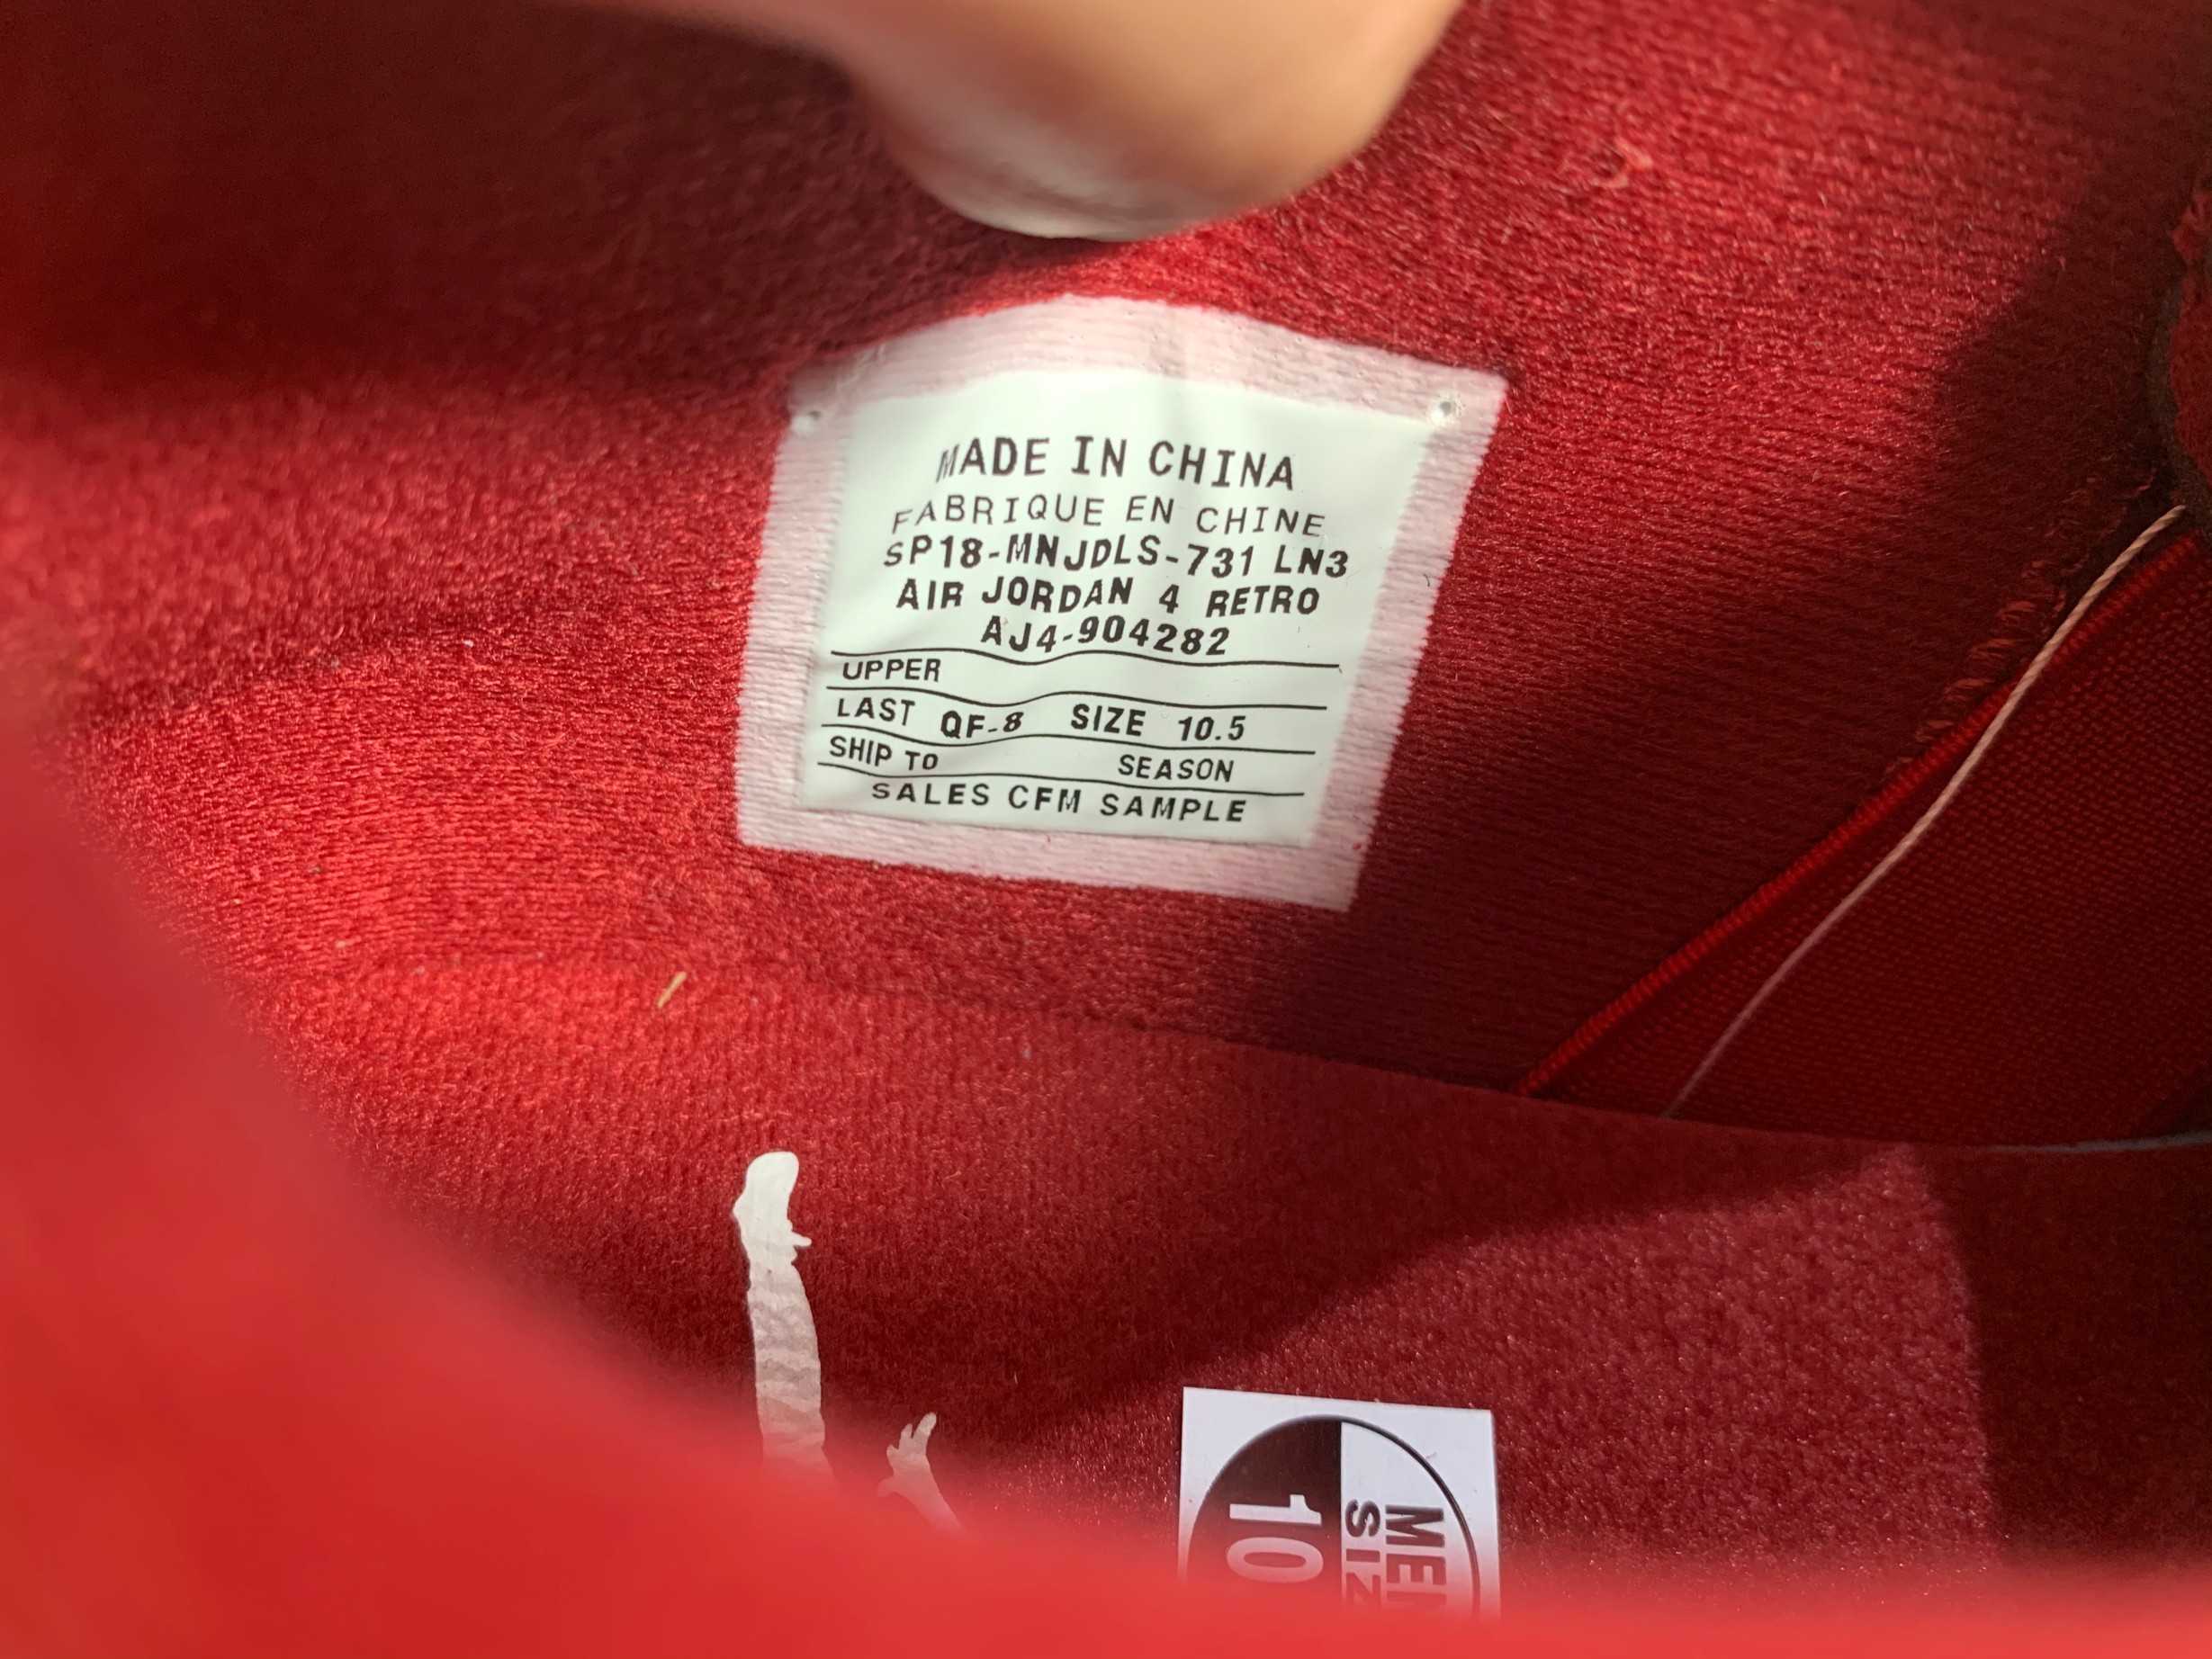 MADE IN CHINA
FABRIQUE EN CHINE
SP18-MNJDLS-731 LN3
AIR JORDAN 4 RETRO
AJ4-904282
UPPER
LAST QF-8 SIZE 10.5
SHIP TO SEASON
SALES CFM SAMPLE
10